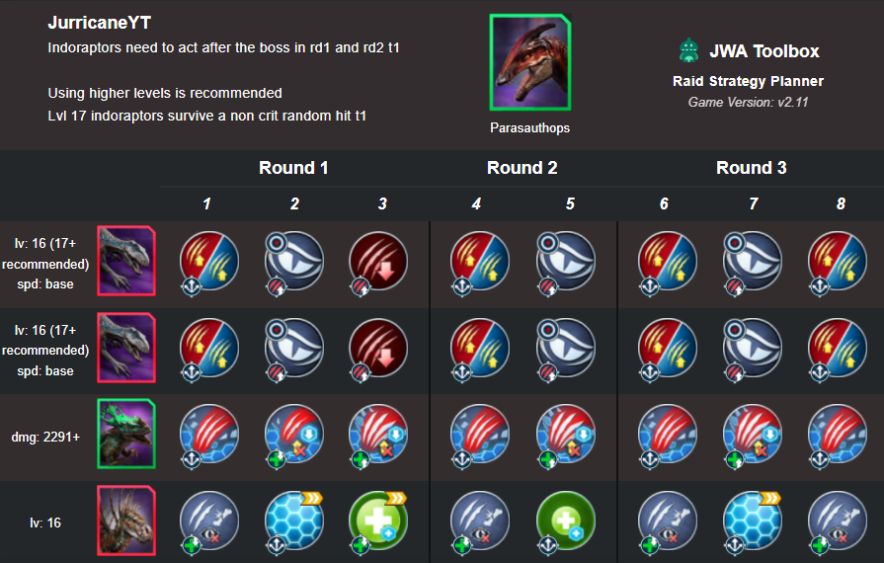 JurricaneYT
Indoraptors need to act after the boss in rd1 and rd2 t1
Using higher levels is recommended
Lvl 17 indoraptors survive a non crit random hit t1
Parasauthops
JWA Toolbox
Raid Strategy Planner
Game Version: v2.11
Round 1 Round 2 Round 3
1 2 3 4 5 6 7 8
lv: 16 (17+
recommended)
spd: base
lv: 16 (17+
recommended)
spd: base
dmg: 2291+
lv: 16